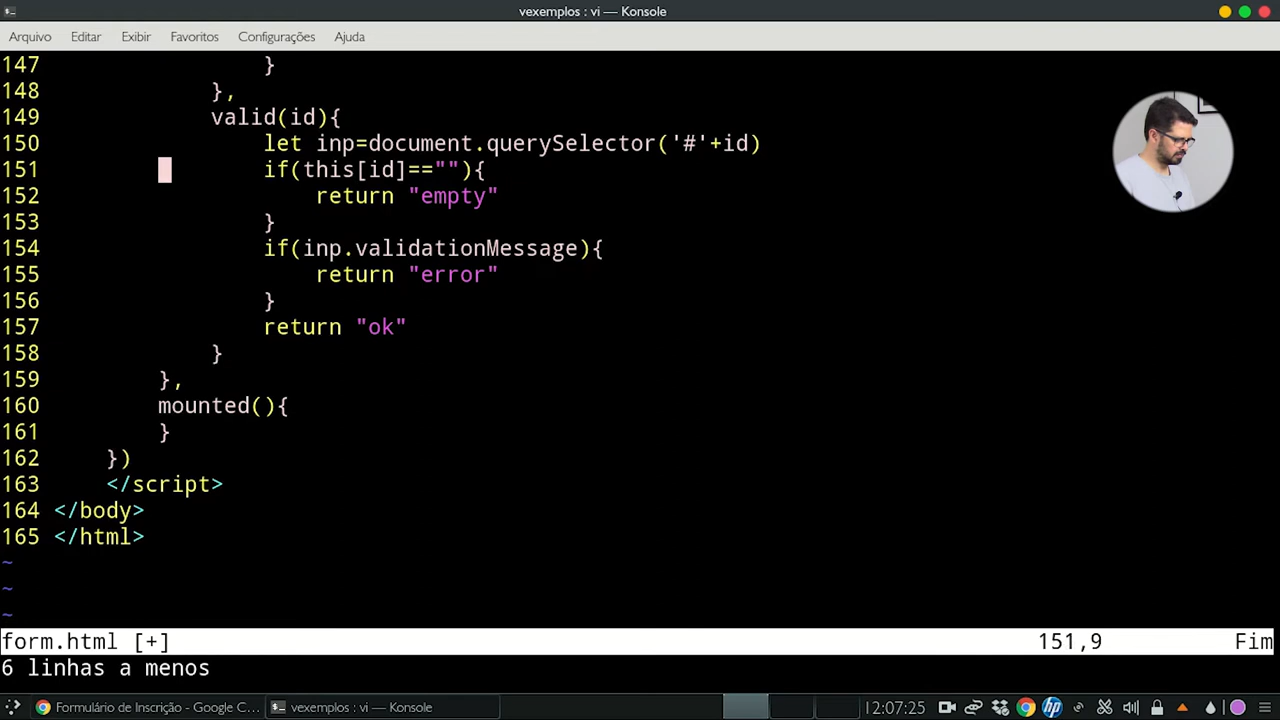 vexemplos : vi — Konsole
Arquivo Editar Exibir Favoritos Configurações Ajuda
147                 }
148             },
149             valid(id){
150                 let inp=document.querySelector('#'+id)
151                 if(this[id]==""){
152                     return "empty"
153                 }
154                 if(inp.validationMessage){
155                     return "error"
156                 }
157                 return "ok"
158             }
159         },
160         mounted(){
161         }
162     })
163     </script>
164 </body>
165 </html>
~
~
~
form.html [+] 151,9 Fim
6 linhas a menos
Formulário de Inscrição - Google C... vexemplos : vi — Konsole 12:07:25